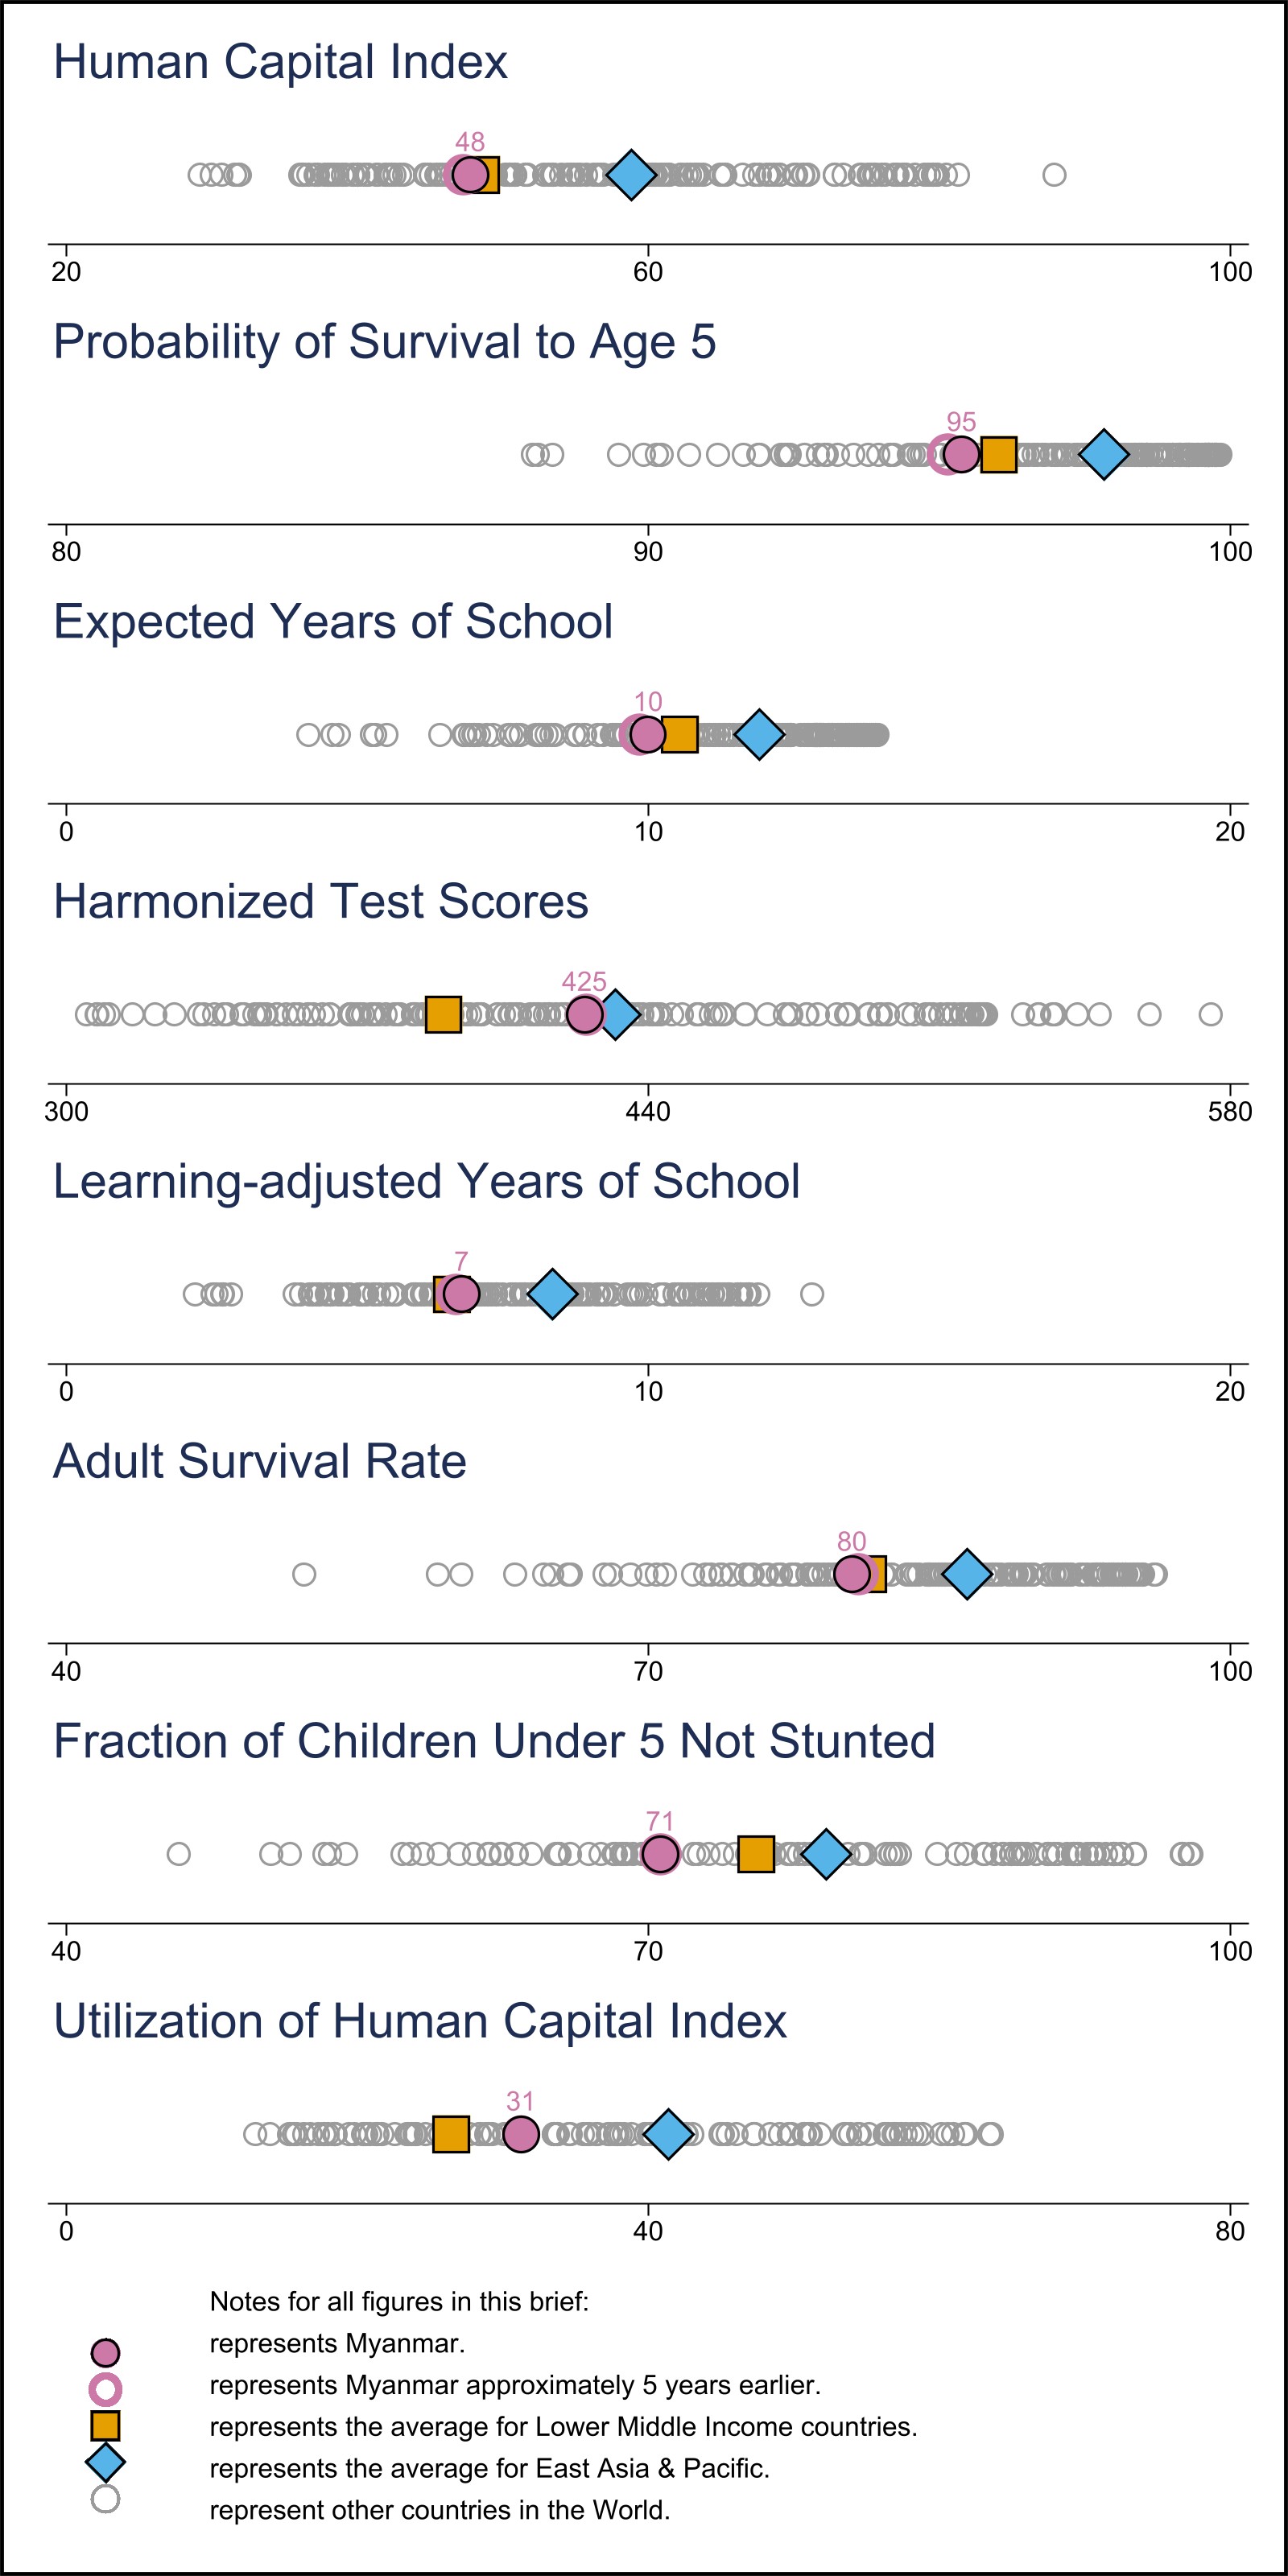 Human Capital Index
48
20 60 100
Probability of Survival to Age 5
95
80 90 100
Expected Years of School
10
0 10 20
Harmonized Test Scores
425
300 440 580
Learning-adjusted Years of School
7
0 10 20
Adult Survival Rate
80
40 70 100
Fraction of Children Under 5 Not Stunted
71
40 70 100
Utilization of Human Capital Index
31
0 40 80
Notes for all figures in this brief:
represents Myanmar.
represents Myanmar approximately 5 years earlier.
represents the average for Lower Middle Income countries.
represents the average for East Asia & Pacific.
represent other countries in the World.